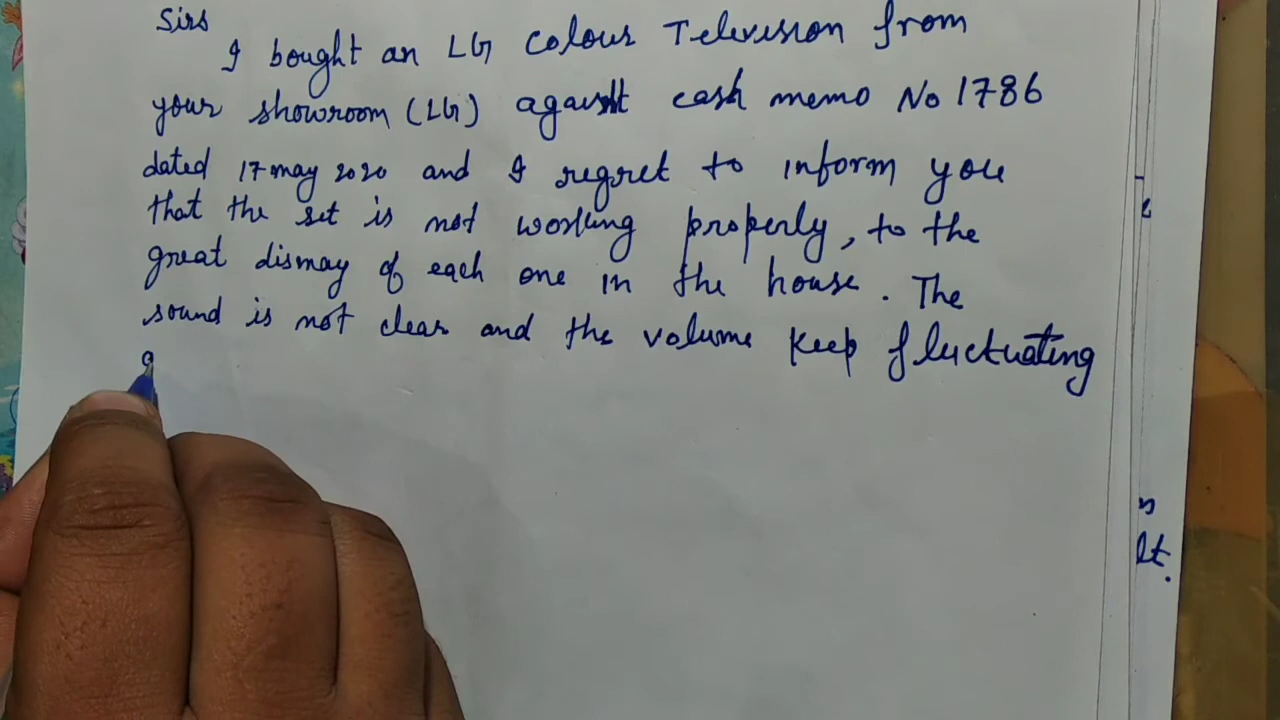 Sirs
I bought an LG Colour Television from
your showroom (LG) against cash memo No 1786
dated 17 may 2020 and I regret to inform you
that the set is not working properly, to the
great dismay of each one in the house. The
sound is not clear and the volume keep fluctuating
lt.